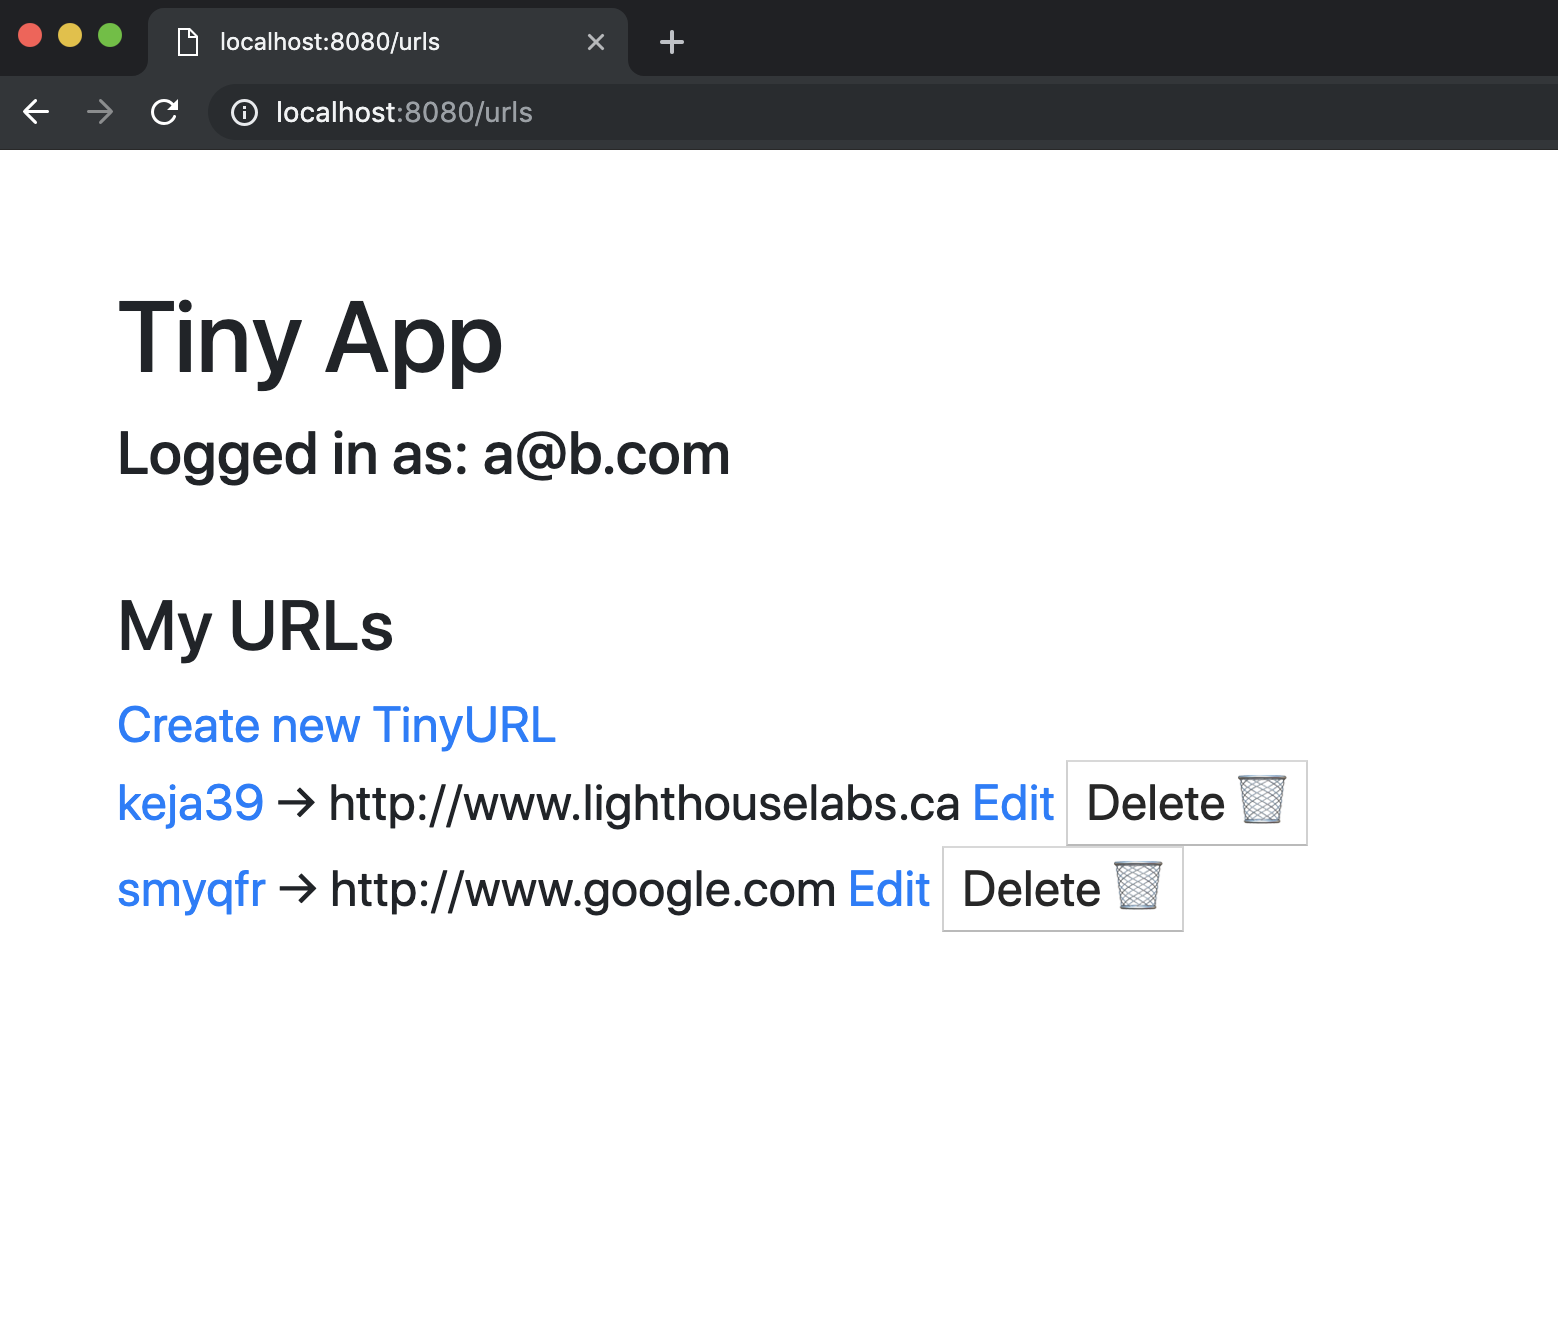 localhost:8080/urls
localhost:8080/urls
Tiny App
Logged in as: a@b.com
My URLs
Create new TinyURL
keja39 → http://www.lighthouselabs.ca Edit Delete 🗑️
smyqfr → http://www.google.com Edit Delete 🗑️